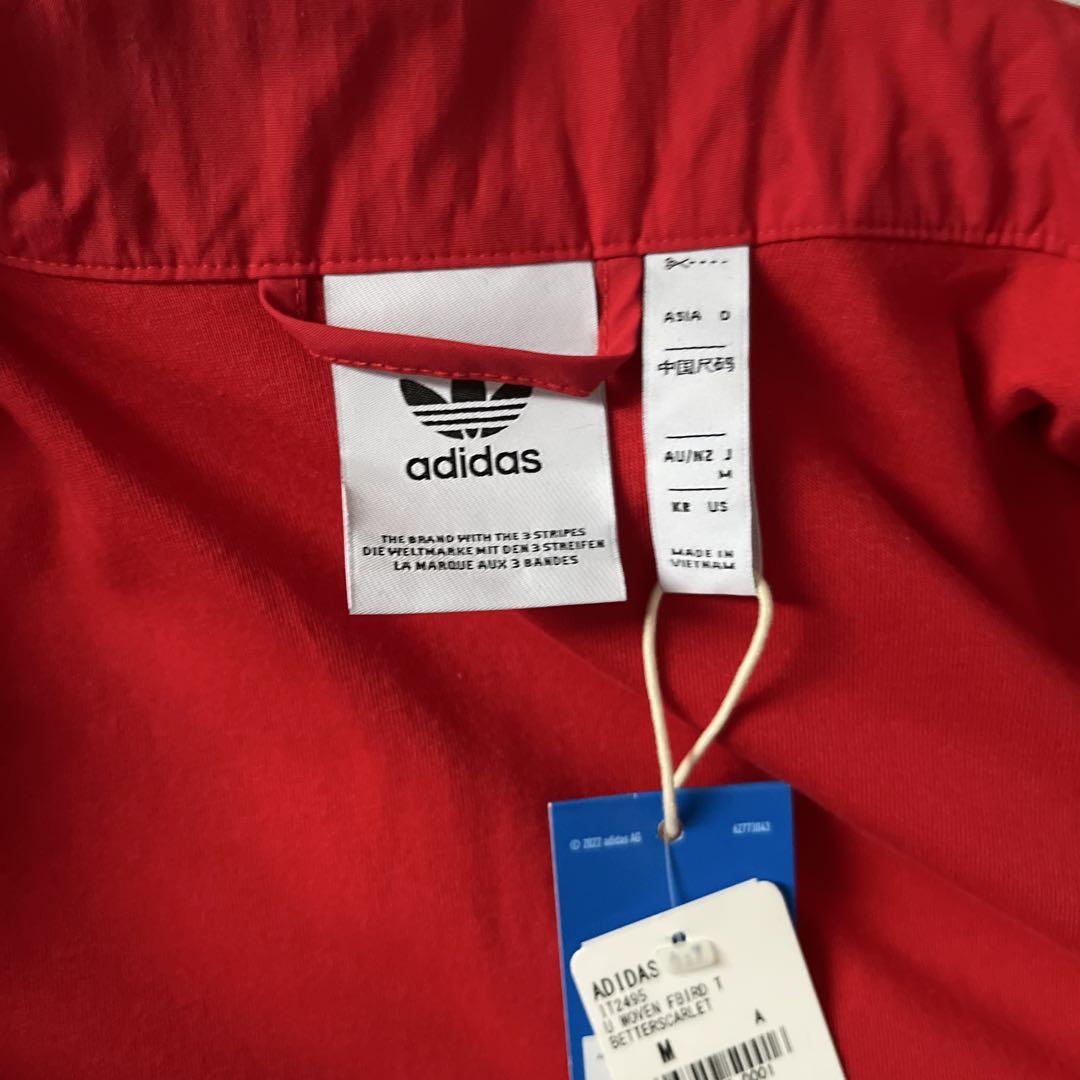 adidas
THE BRAND WITH THE 3 STRIPES
DIE WELTMARKE MIT DEN 3 STREIFEN
LA MARQUE AUX 3 BANDES
ASIA O
中国尺码
AU/NZ J
M
KR US
MADE IN
VIETNAM
© 2022 adidas AG
62773043
ADIDAS
IT2495
U WOVEN FBIRD T
BETTERSCARLET
A
M
0001